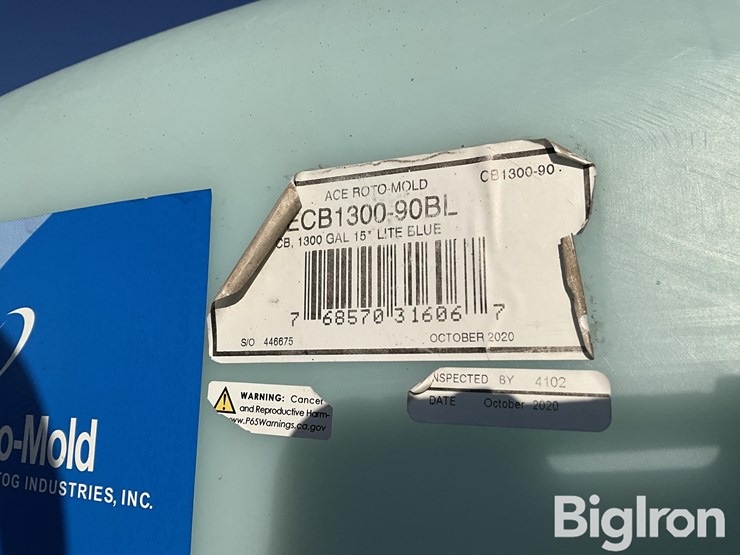 ACE ROTO-MOLD CB1300-90
ECB1300-90BL
CB, 1300 GAL 15" LITE BLUE
7 68570 31606 7
S/O 446675 OCTOBER 2020
WARNING: Cancer
and Reproductive Harm-
www.P65Warnings.ca.gov
INSPECTED BY 4102
DATE October 2020
o-Mold
TOG INDUSTRIES, INC.
BigIron